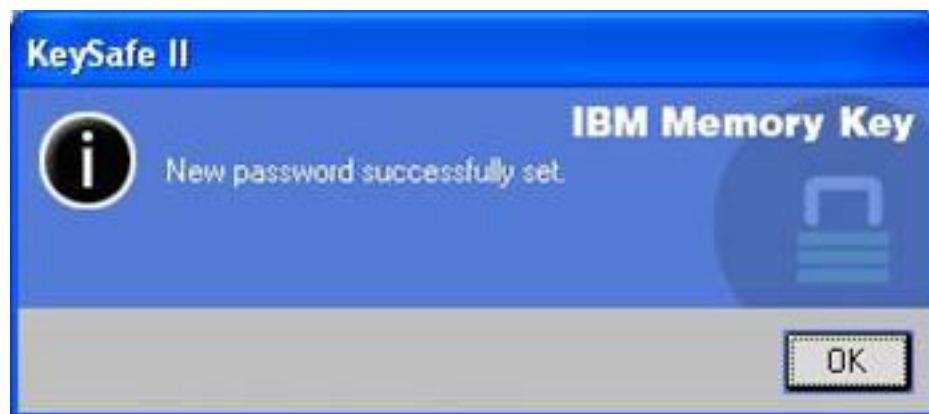 KeySafe II
IBM Memory Key
i
New password successfully set.
OK